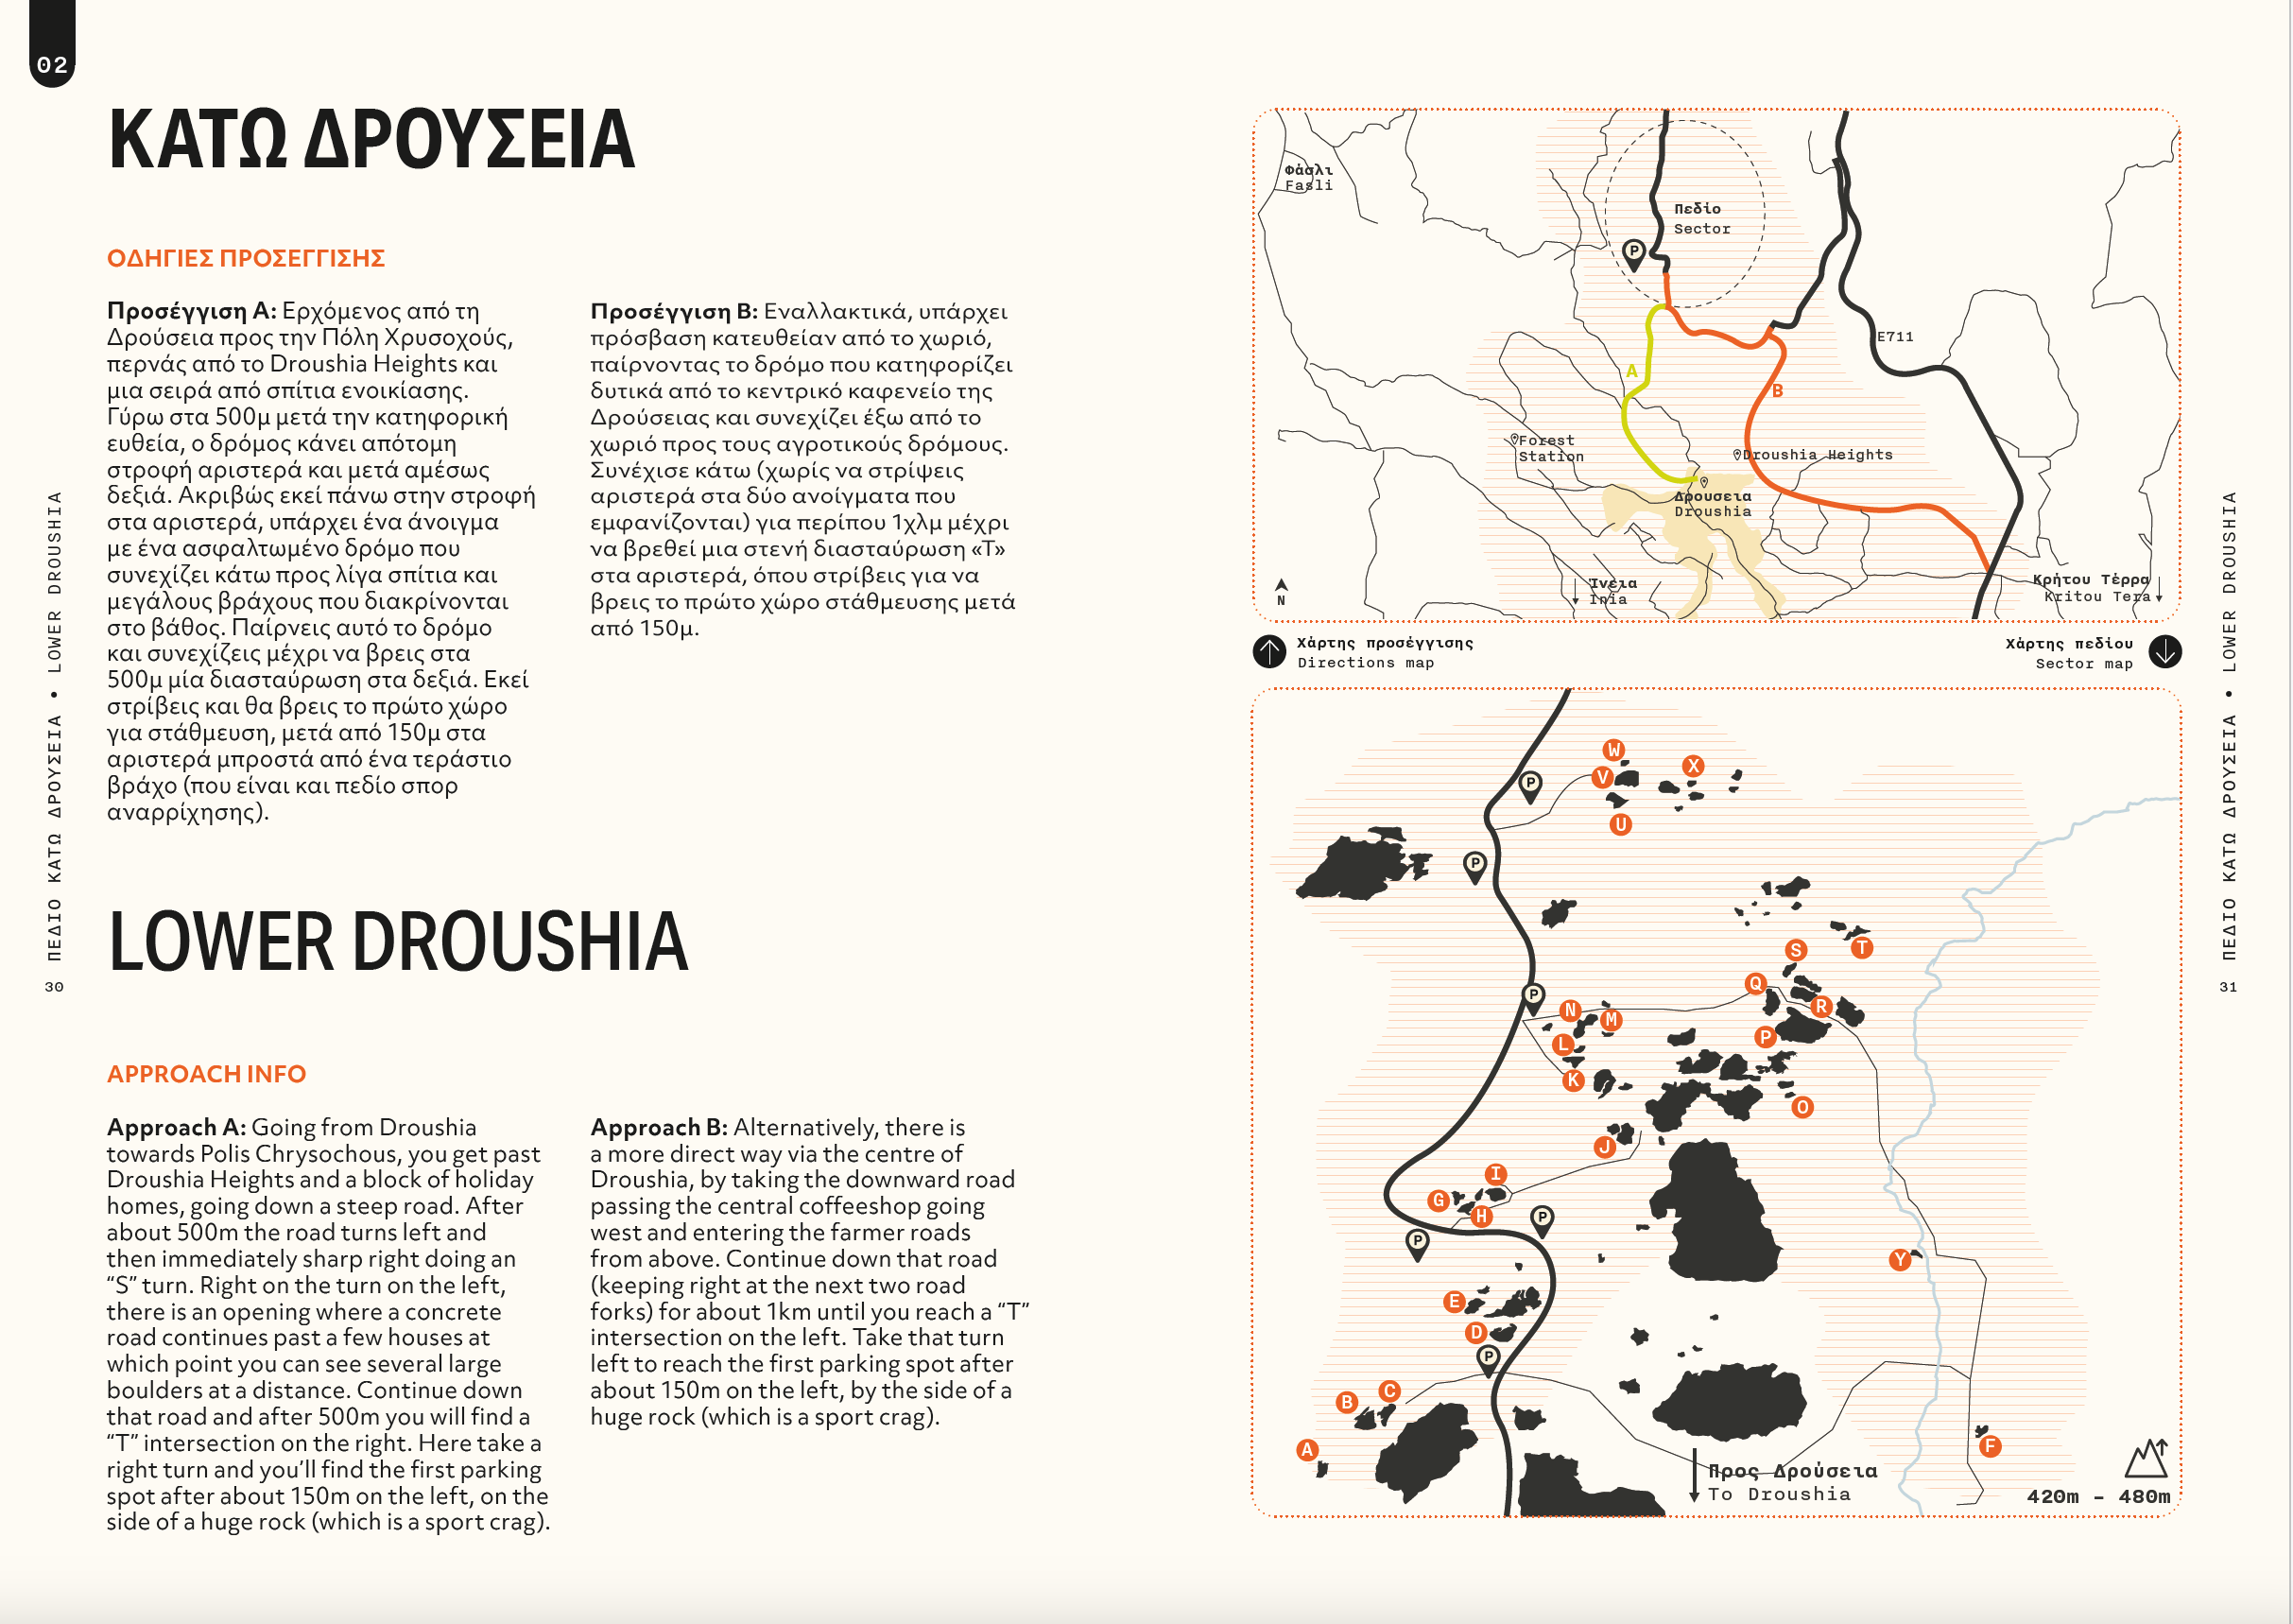 02
ΚΑΤΩ ΔΡΟΥΣΕΙΑ
ΟΔΗΓΙΕΣ ΠΡΟΣΕΓΓΙΣΗΣ
Προσέγγιση Α: Ερχόμενος από τη
Δρούσεια προς την Πόλη Χρυσοχούς,
περνάς από το Droushia Heights και
μια σειρά από σπίτια ενοικίασης.
Γύρω στα 500μ μετά την κατηφορική
ευθεία, ο δρόμος κάνει απότομη
στροφή αριστερά και μετά αμέσως
δεξιά. Ακριβώς εκεί πάνω στην στροφή
στα αριστερά, υπάρχει ένα άνοιγμα
με ένα ασφαλτωμένο δρόμο που
συνεχίζει κάτω προς λίγα σπίτια και
μεγάλους βράχους που διακρίνονται
στο βάθος. Παίρνεις αυτό το δρόμο
και συνεχίζεις μέχρι να βρεις στα
500μ μία διασταύρωση στα δεξιά. Εκεί
στρίβεις και θα βρεις το πρώτο χώρο
για στάθμευση, μετά από 150μ στα
αριστερά μπροστά από ένα τεράστιο
βράχο (που είναι και πεδίο σπορ
αναρρίχησης).
Προσέγγιση Β: Εναλλακτικά, υπάρχει
πρόσβαση κατευθείαν από το χωριό,
παίρνοντας το δρόμο που κατηφορίζει
δυτικά από το κεντρικό καφενείο της
Δρούσειας και συνεχίζει έξω από το
χωριό προς τους αγροτικούς δρόμους.
Συνέχισε κάτω (χωρίς να στρίψεις
αριστερά στα δύο ανοίγματα που
εμφανίζονται) για περίπου 1χλμ μέχρι
να βρεθεί μια στενή διασταύρωση «Τ»
στα αριστερά, όπου στρίβεις για να
βρεις το πρώτο χώρο στάθμευσης μετά
από 150μ.
LOWER DROUSHIA
APPROACH INFO
Approach A: Going from Droushia
towards Polis Chrysochous, you get past
Droushia Heights and a block of holiday
homes, going down a steep road. After
about 500m the road turns left and
then immediately sharp right doing an
“S” turn. Right on the turn on the left,
there is an opening where a concrete
road continues past a few houses at
which point you can see several large
boulders at a distance. Continue down
that road and after 500m you will find a
“T” intersection on the right. Here take a
right turn and you’ll find the first parking
spot after about 150m on the left, on the
side of a huge rock (which is a sport crag).
Approach B: Alternatively, there is
a more direct way via the centre of
Droushia, by taking the downward road
passing the central coffeeshop going
west and entering the farmer roads
from above. Continue down that road
(keeping right at the next two road
forks) for about 1km until you reach a “T”
intersection on the left. Take that turn
left to reach the first parking spot after
about 150m on the left, by the side of a
huge rock (which is a sport crag).
ΠΕΔΙΟ ΚΑΤΩ ΔΡΟΥΣΕΙΑ • LOWER DROUSHIA
30
Φάσλι
Fasli
Πεδίο
Sector
P
E711
A
B
Forest
Station
Droushia Heights
Δρουσεια
Droushia
Ίνεια
Inia
Κρήτου Τέρρα
Kritou Tera
N
Χάρτης προσέγγισης
Directions map
Χάρτης πεδίου
Sector map
W
X
V
P
U
P
S
T
Q
P
N
R
M
P
L
K
O
J
I
G
H
P
P
Y
E
D
P
C
B
A
F
Προς Δρούσεια
To Droushia
420m – 480m
ΠΕΔΙΟ ΚΑΤΩ ΔΡΟΥΣΕΙΑ • LOWER DROUSHIA
31